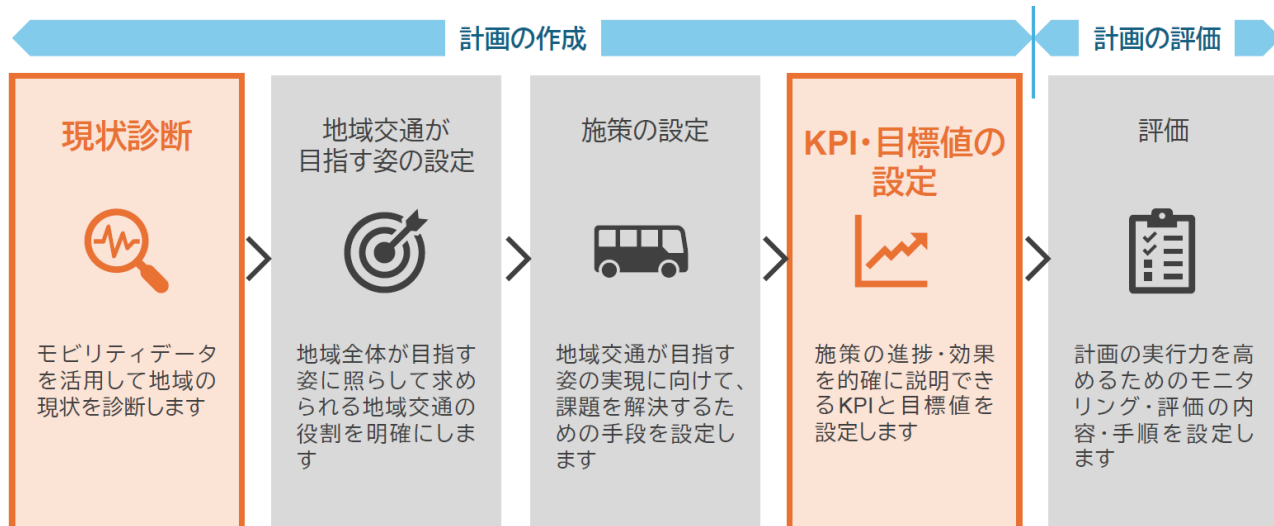 計画の作成
計画の評価
現状診断
モビリティデータ
を活用して地域の
現状を診断します
地域交通が
目指す姿の設定
地域全体が目指す
姿に照らして求め
られる地域交通の
役割を明確にしま
す
施策の設定
地域交通が目指す
姿の実現に向けて、
課題を解決するた
めの手段を設定し
ます
KPI・目標値の
設定
施策の進捗・効果
を的確に説明でき
るKPIと目標値を
設定します
評価
計画の実行力を高
めるためのモニタ
リング・評価の内
容・手順を設定し
ます